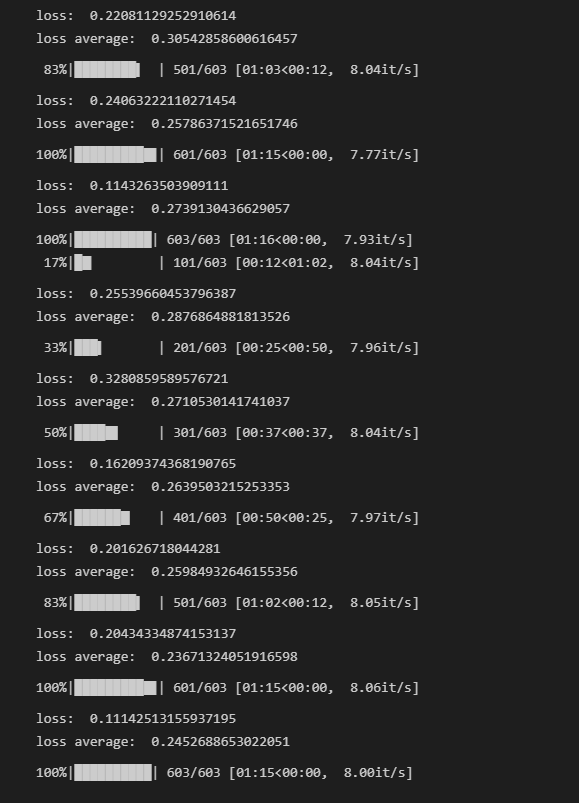 loss:  0.22081129252910614
loss average:  0.30542858600616457
83%|████████▎ | 501/603 [01:03<00:12,  8.04it/s]
loss:  0.24063222110271454
loss average:  0.25786371521651746
100%|█████████▉| 601/603 [01:15<00:00,  7.77it/s]
loss:  0.1143263503909111
loss average:  0.2739130436629057
100%|██████████| 603/603 [01:16<00:00,  7.93it/s]
17%|█▋        | 101/603 [00:12<01:02,  8.04it/s]
loss:  0.25539660453796387
loss average:  0.2876864881813526
33%|███▎      | 201/603 [00:25<00:50,  7.96it/s]
loss:  0.3280859589576721
loss average:  0.2710530141741037
50%|████▉     | 301/603 [00:37<00:37,  8.04it/s]
loss:  0.16209374368190765
loss average:  0.2639503215253353
67%|██████▋   | 401/603 [00:50<00:25,  7.97it/s]
loss:  0.201626718044281
loss average:  0.25984932646155356
83%|████████▎ | 501/603 [01:02<00:12,  8.05it/s]
loss:  0.20434334874153137
loss average:  0.23671324051916598
100%|█████████▉| 601/603 [01:15<00:00,  8.06it/s]
loss:  0.11142513155937195
loss average:  0.2452688653022051
100%|██████████| 603/603 [01:15<00:00,  8.00it/s]